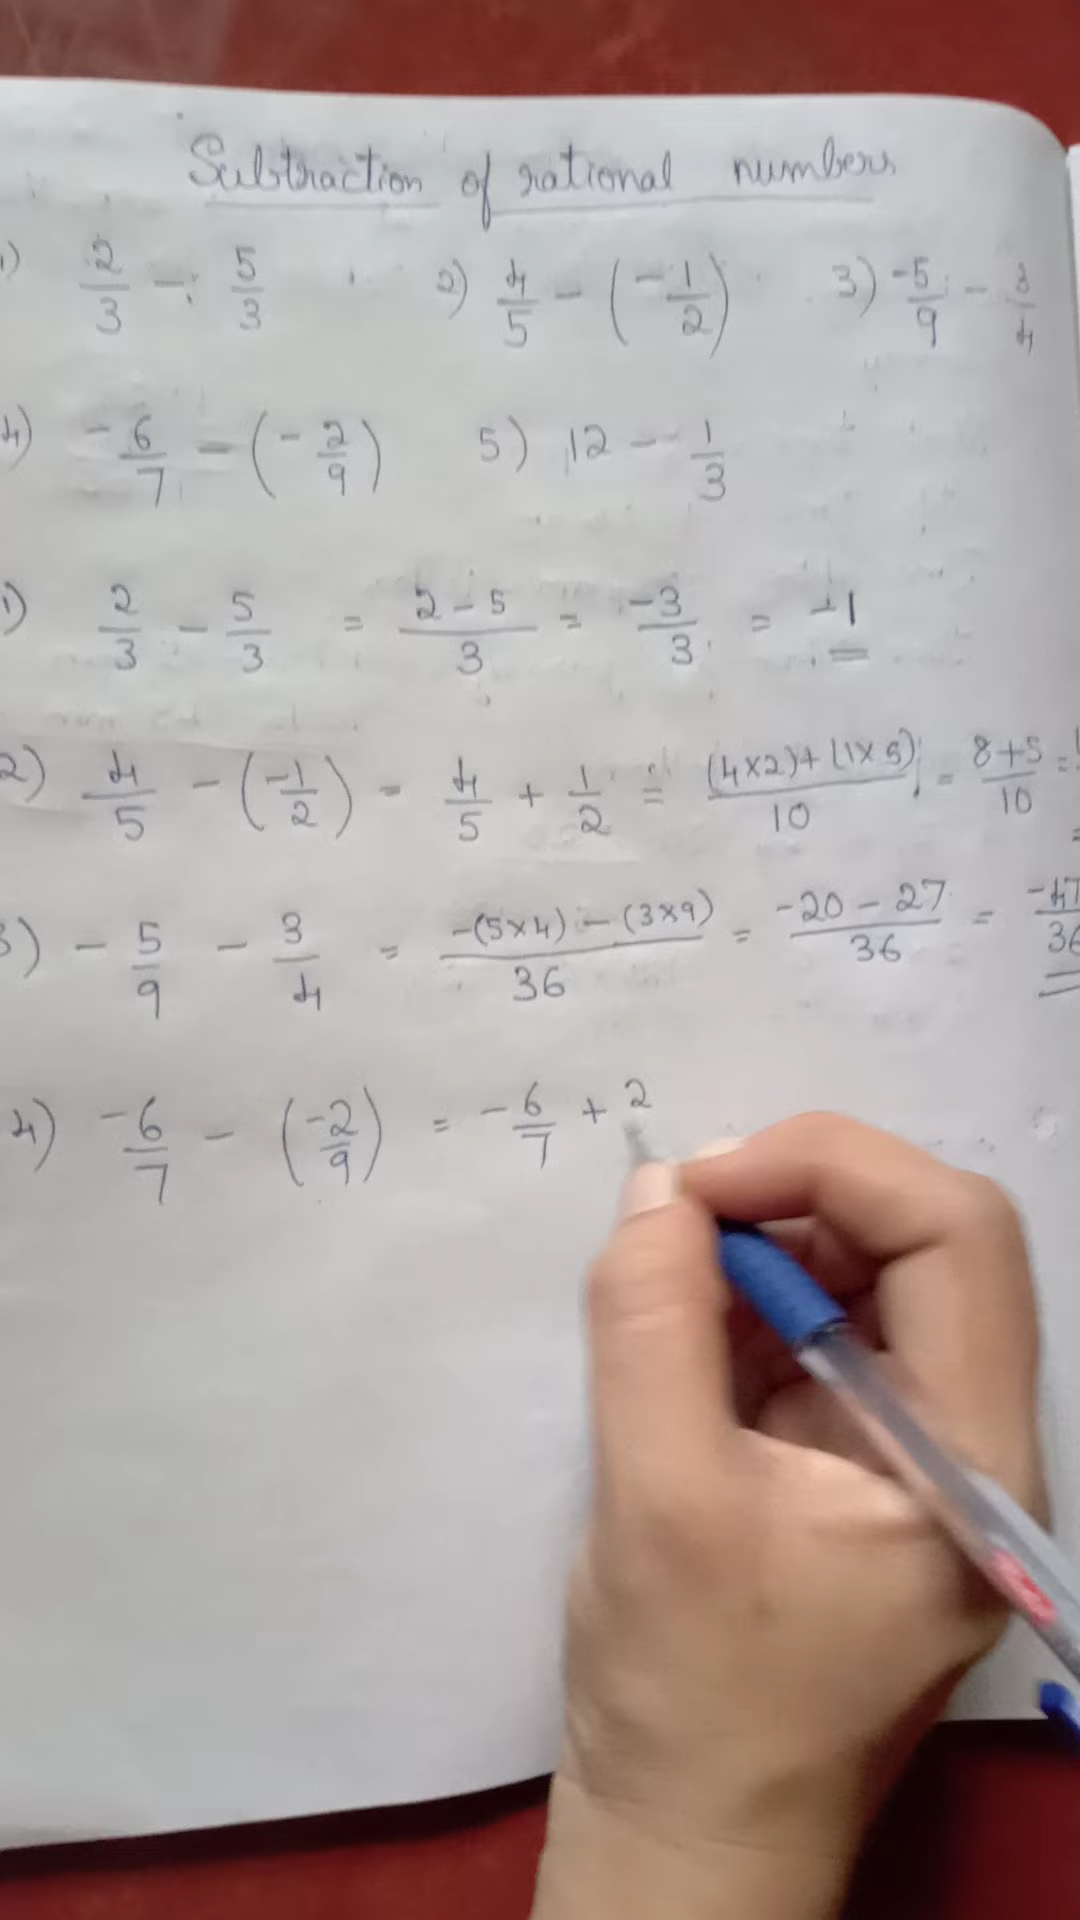 Subtraction of rational numbers
1) 2/3 - 5/3 2) 4/5 - (-1/2) 3) -5/9 - 3/4
4) -6/7 - (-2/9) 5) 12 - 1/3
1) 2/3 - 5/3 = (2-5)/3 = -3/3 = -1
2) 4/5 - (-1/2) = 4/5 + 1/2 = ((4×2)+(1×5))/10 = (8+5)/10 =
3) -5/9 - 3/4 = (-(5×4) - (3×9))/36 = (-20-27)/36 = -47/36
4) -6/7 - (-2/9) = -6/7 + 2